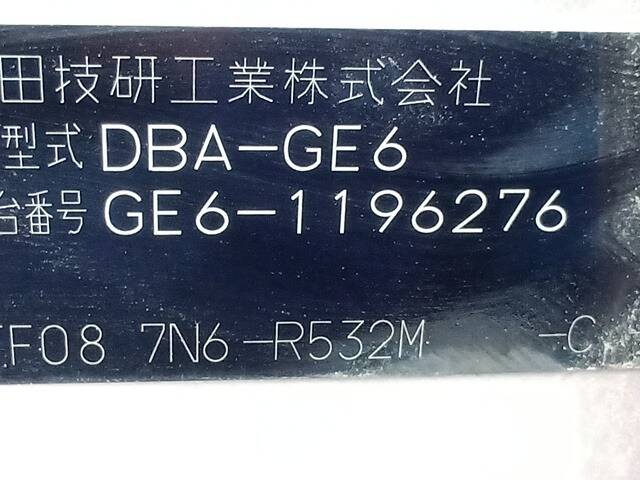 田技研工業株式会社
型式 DBA-GE6
台番号 GE6-1196276
F08 7N6-R532M -C